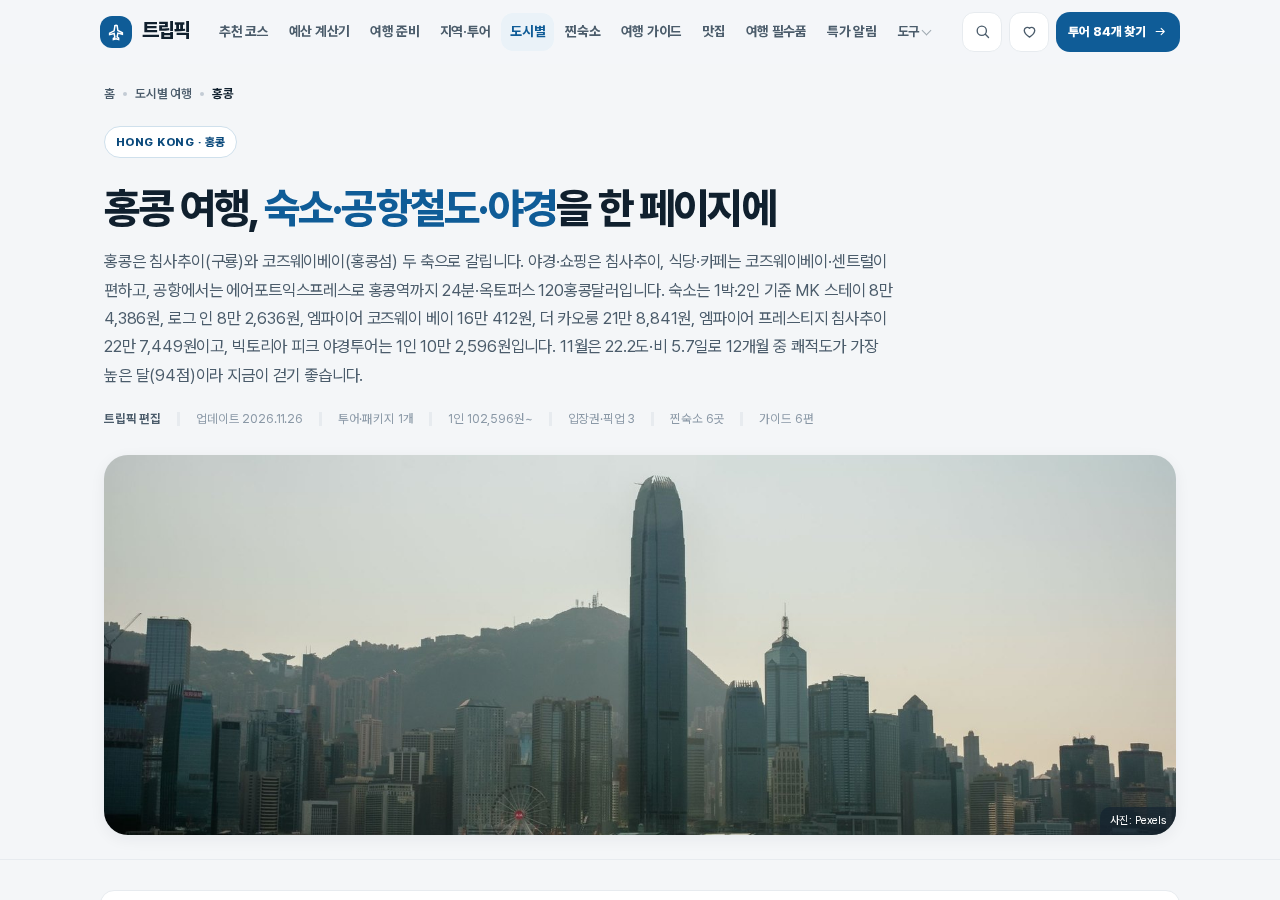 트립픽
추천 코스 예산 계산기 여행 준비 지역·투어 도시별 찐숙소 여행 가이드 맛집 여행 필수품 특가 알림 도구
투어 84개 찾기 →
홈 • 도시별 여행 • 홍콩
HONG KONG · 홍콩
홍콩 여행, 숙소·공항철도·야경을 한 페이지에
홍콩은 침사추이(구룡)와 코즈웨이베이(홍콩섬) 두 축으로 갈립니다. 야경·쇼핑은 침사추이, 식당·카페는 코즈웨이베이·센트럴이
편하고, 공항에서는 에어포트익스프레스로 홍콩역까지 24분·옥토퍼스 120홍콩달러입니다. 숙소는 1박·2인 기준 MK 스테이 8만
4,386원, 로그 인 8만 2,636원, 엠파이어 코즈웨이 베이 16만 412원, 더 카오룽 21만 8,841원, 엠파이어 프레스티지 침사추이
22만 7,449원이고, 빅토리아 피크 야경투어는 1인 10만 2,596원입니다. 11월은 22.2도·비 5.7일로 12개월 중 쾌적도가 가장
높은 달(94점)이라 지금이 걷기 좋습니다.
트립픽 편집 업데이트 2026.11.26 투어·패키지 1개 1인 102,596원~ 입장권·픽업 3 찐숙소 6곳 가이드 6편
사진: Pexels